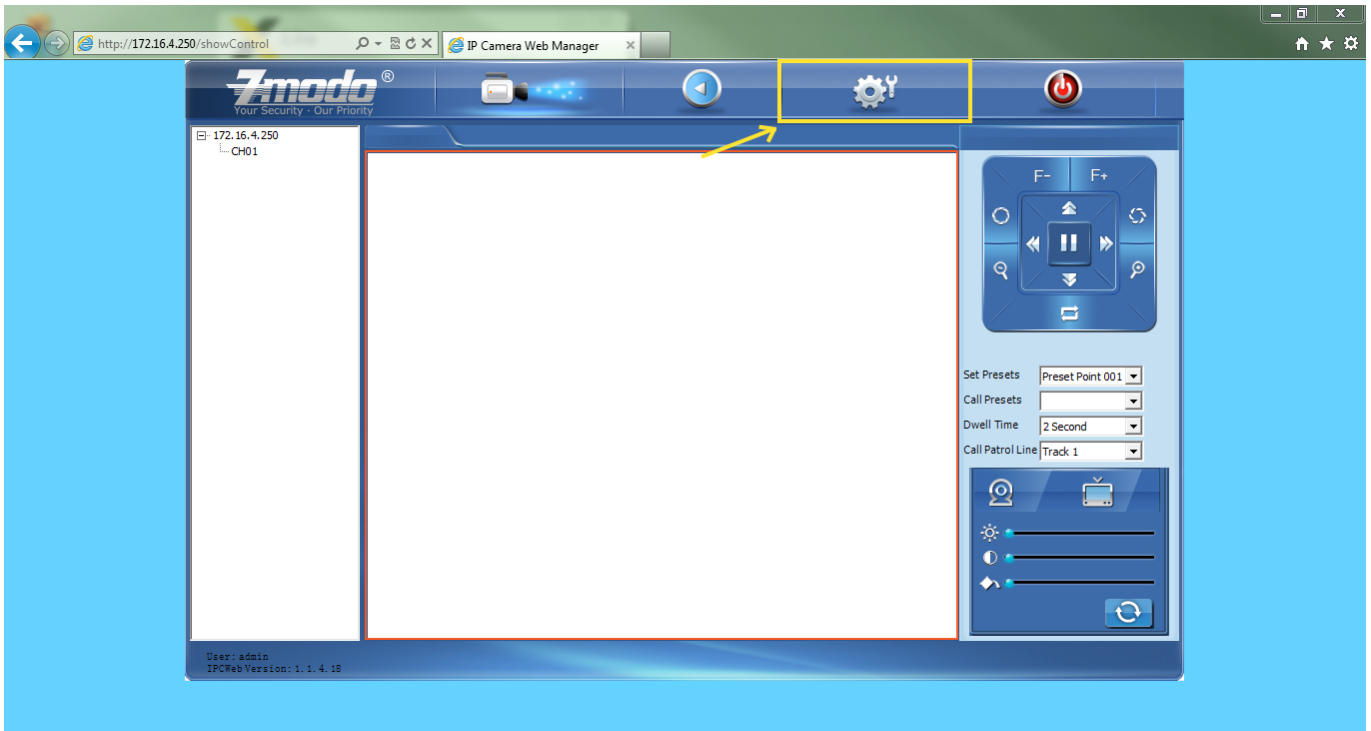 http://172.16.4.250/showControl
IP Camera Web Manager
Zmodo®
Your Security · Our Priority
172.16.4.250
CH01
F- F+
Set Presets Preset Point 001
Call Presets
Dwell Time 2 Second
Call Patrol Line Track 1
User: admin
IPCWeb Version: 1.1.4.18